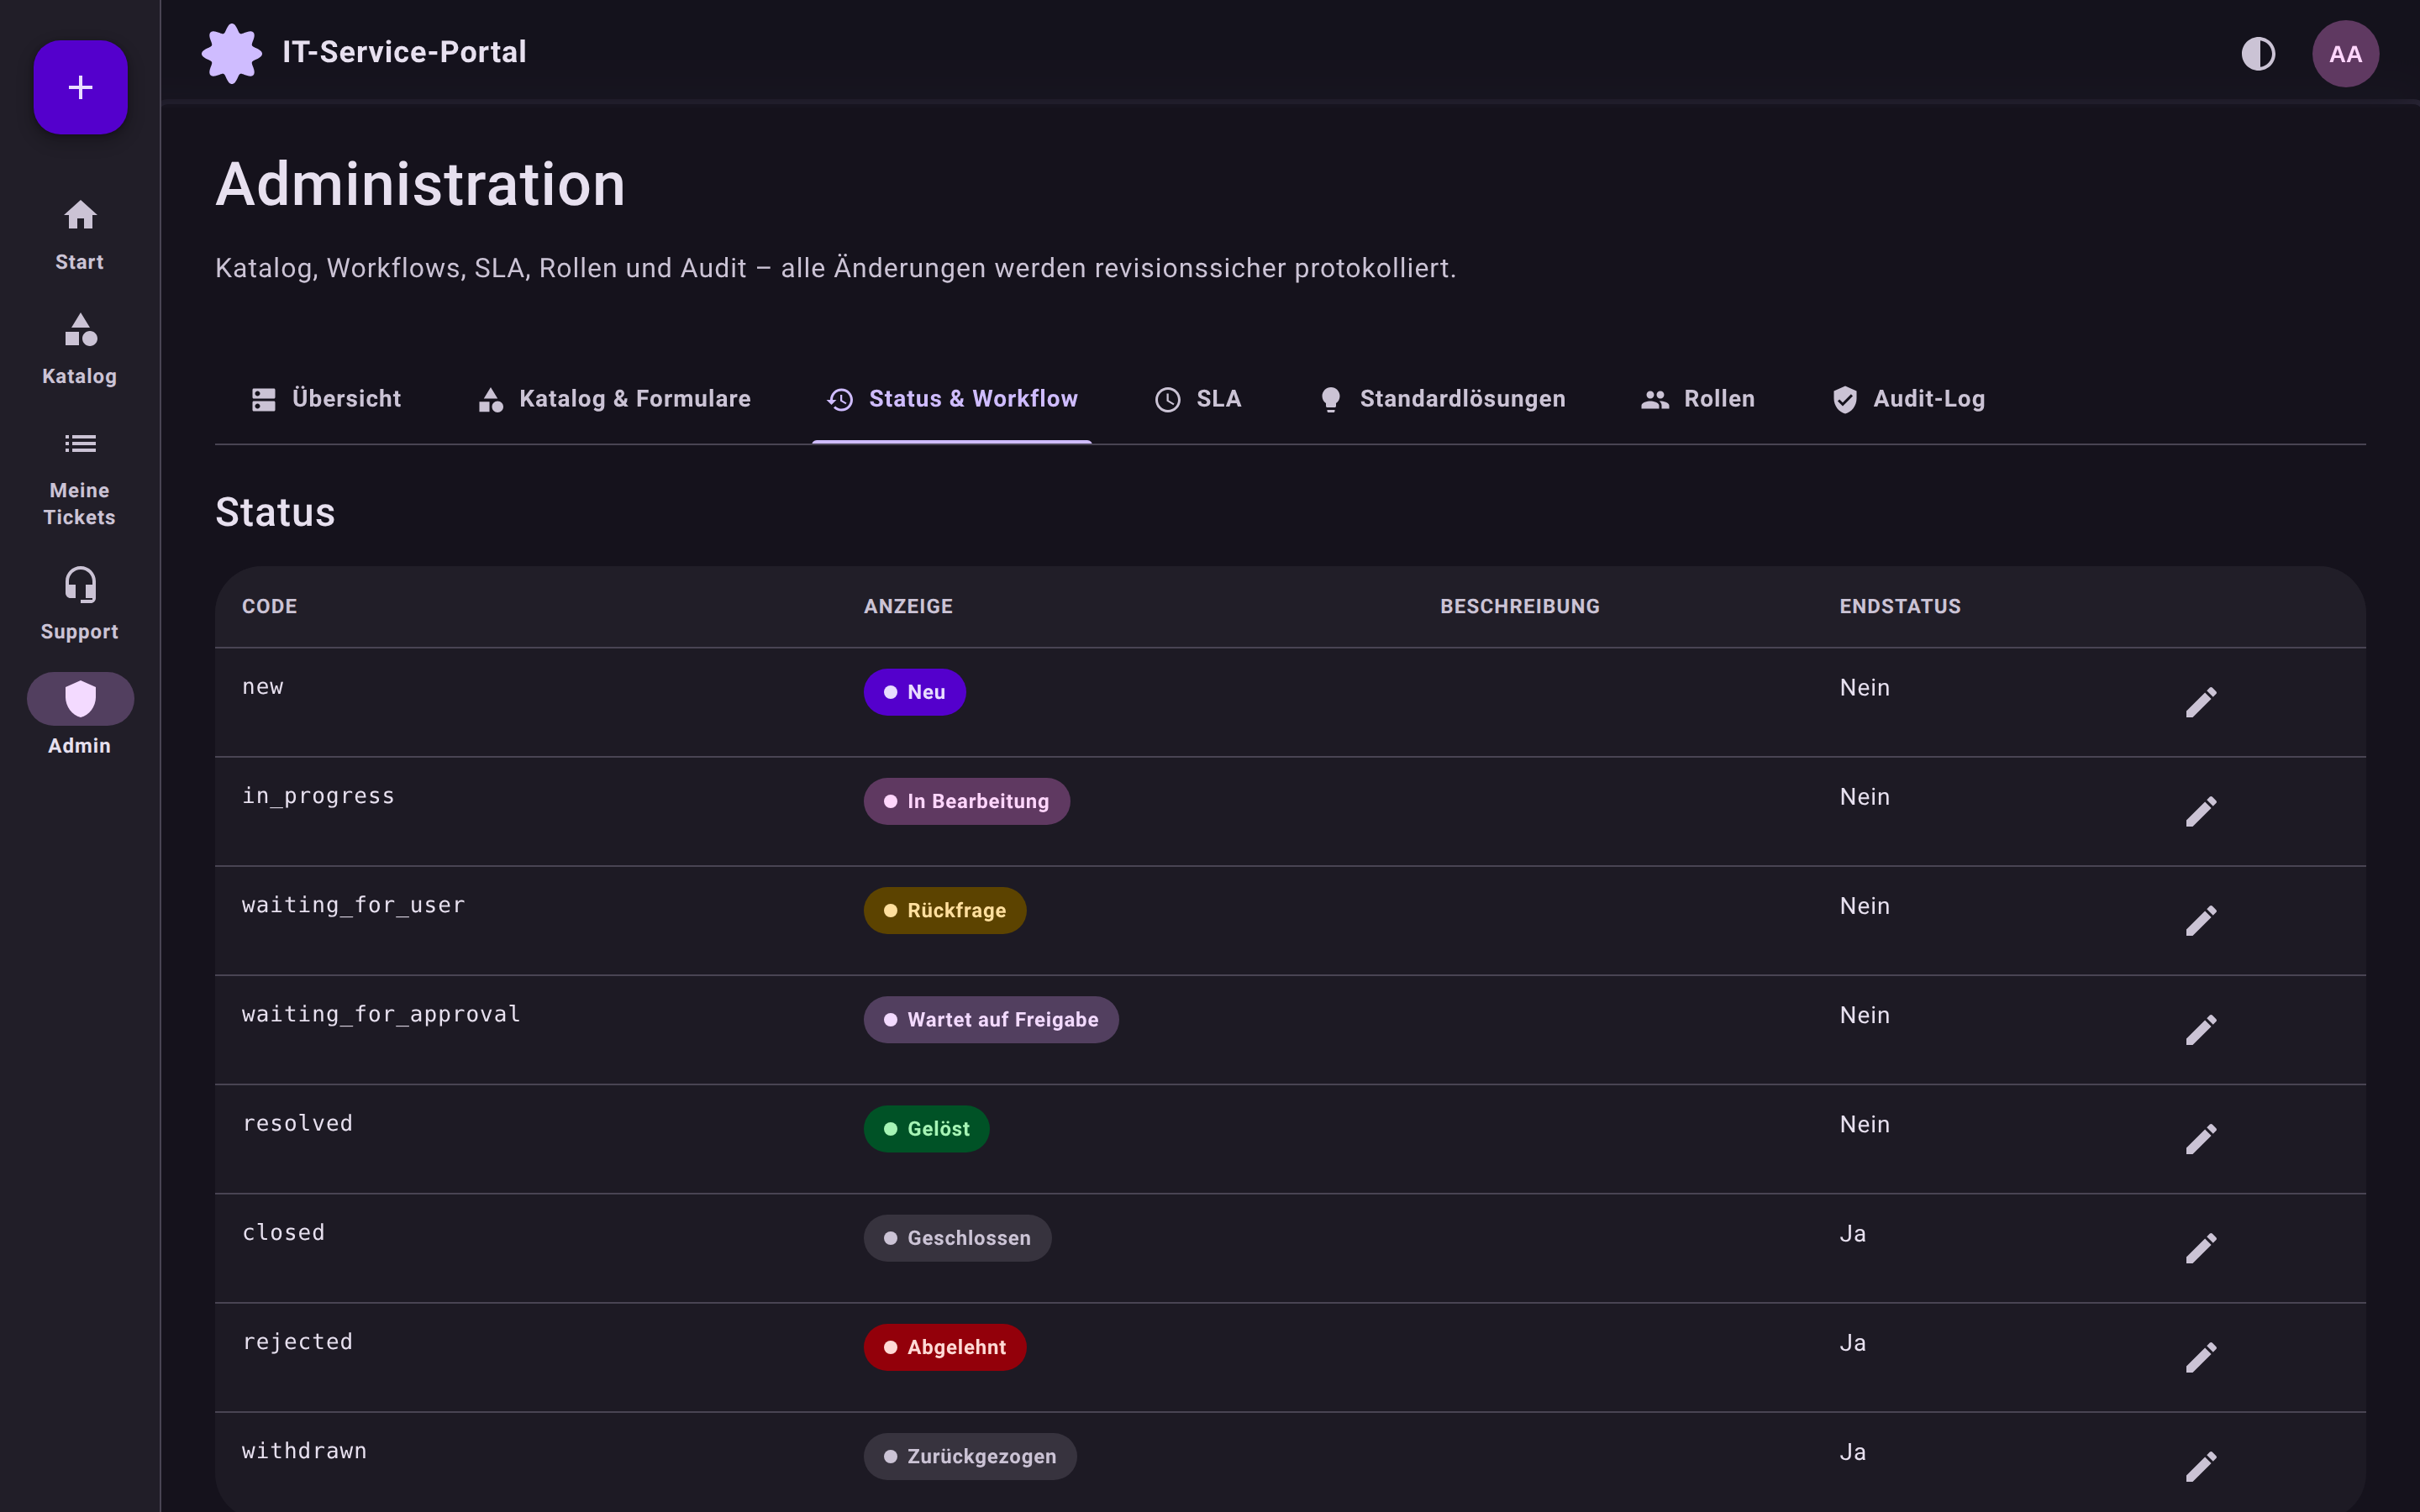 IT-Service-Portal
AA
+
Start
Katalog
Meine
Tickets
Support
Admin
Administration
Katalog, Workflows, SLA, Rollen und Audit – alle Änderungen werden revisionssicher protokolliert.
Übersicht Katalog & Formulare Status & Workflow SLA Standardlösungen Rollen Audit-Log
Status
CODE ANZEIGE BESCHREIBUNG ENDSTATUS
new Neu Nein
in_progress In Bearbeitung Nein
waiting_for_user Rückfrage Nein
waiting_for_approval Wartet auf Freigabe Nein
resolved Gelöst Nein
closed Geschlossen Ja
rejected Abgelehnt Ja
withdrawn Zurückgezogen Ja